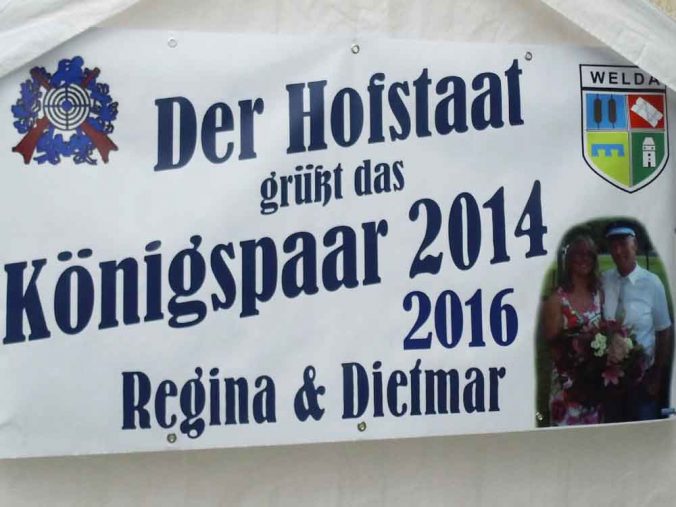 WELDA
Der Hofstaat
grüßt das
Königspaar 2014
2016
Regina & Dietmar